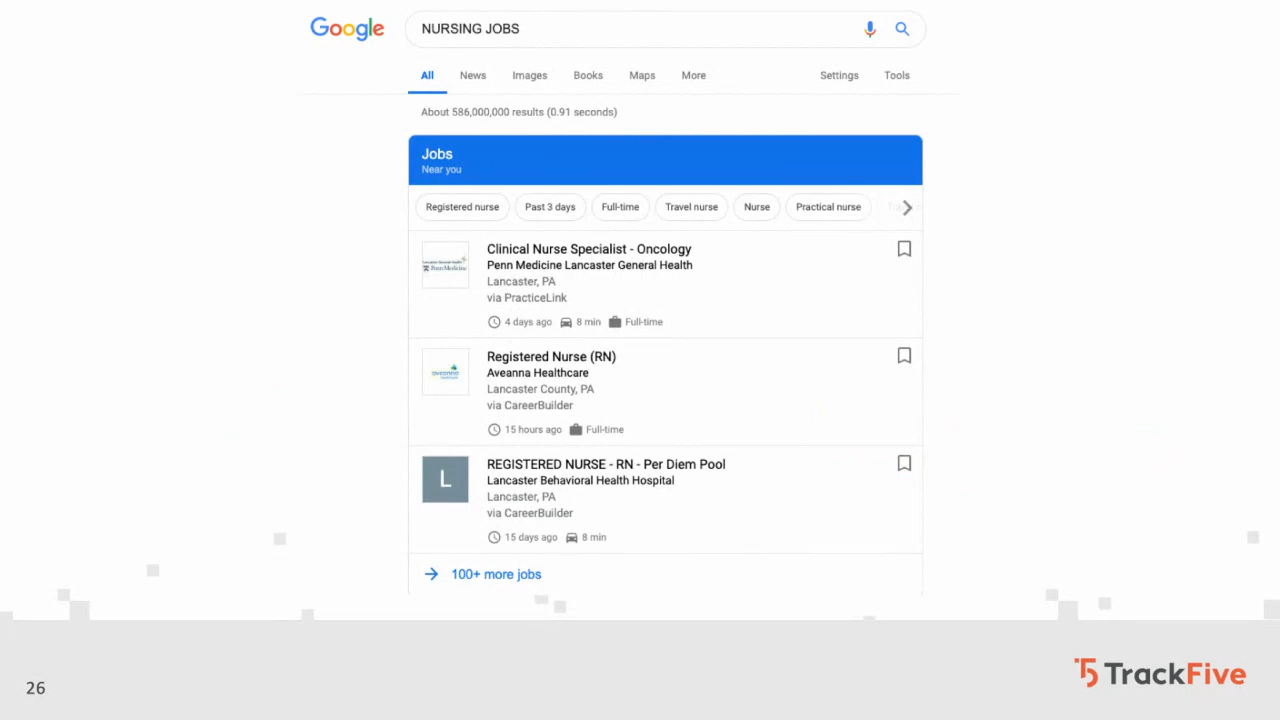 Google
NURSING JOBS
All News Images Books Maps More Settings Tools
About 586,000,000 results (0.91 seconds)
Jobs
Near you
Registered nurse Past 3 days Full-time Travel nurse Nurse Practical nurse
Clinical Nurse Specialist - Oncology
Penn Medicine Lancaster General Health
Lancaster, PA
via PracticeLink
4 days ago 8 min Full-time
Registered Nurse (RN)
aveanna
Aveanna Healthcare
Lancaster County, PA
via CareerBuilder
15 hours ago Full-time
L
REGISTERED NURSE - RN - Per Diem Pool
Lancaster Behavioral Health Hospital
Lancaster, PA
via CareerBuilder
15 days ago 8 min
100+ more jobs
26
TrackFive